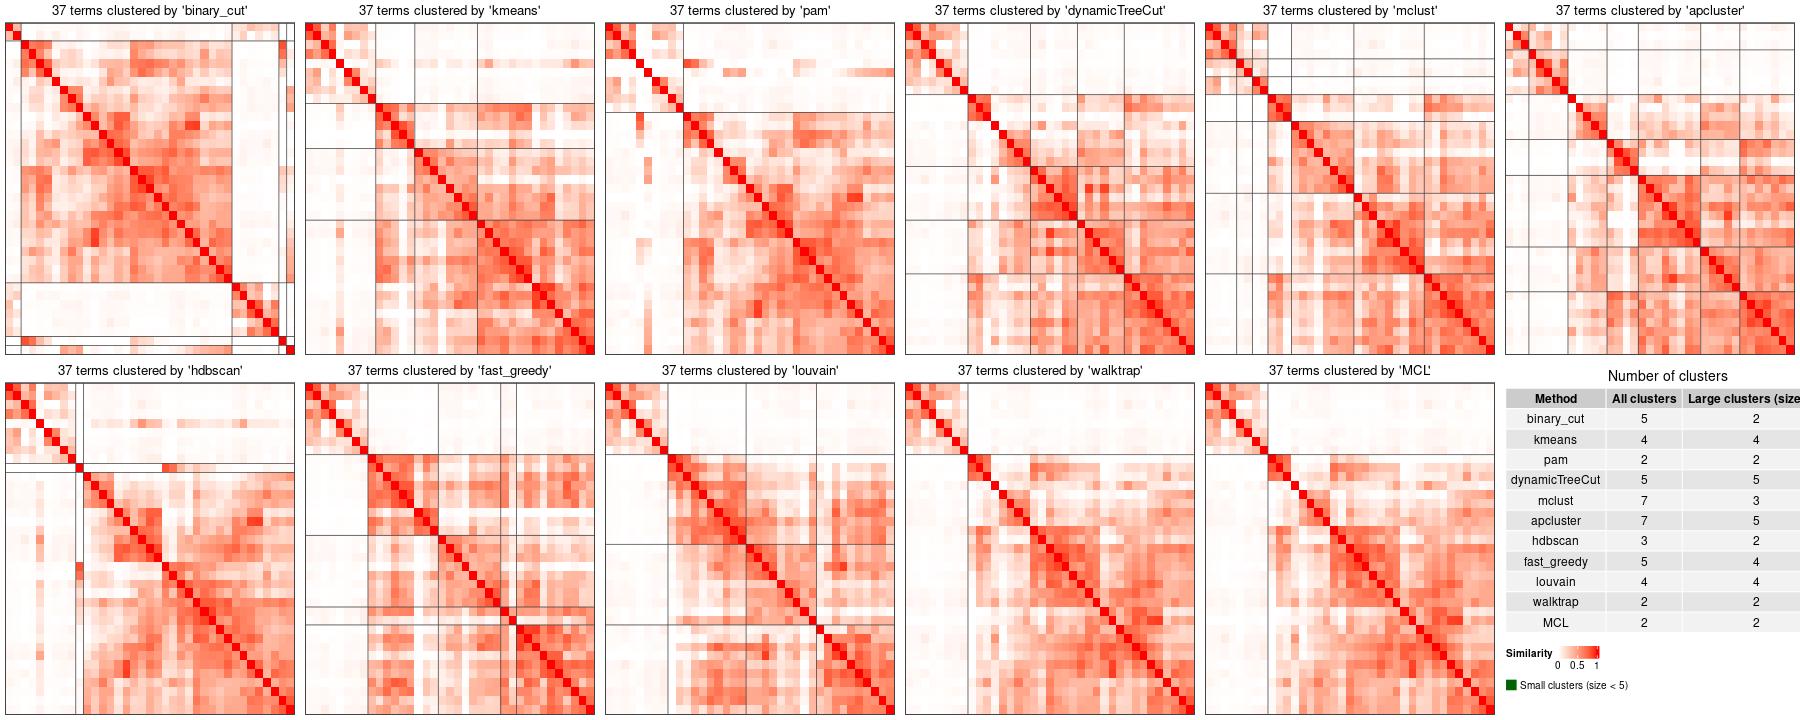 37 terms clustered by 'binary_cut'
37 terms clustered by 'kmeans'
37 terms clustered by 'pam'
37 terms clustered by 'dynamicTreeCut'
37 terms clustered by 'mclust'
37 terms clustered by 'apcluster'
37 terms clustered by 'hdbscan'
37 terms clustered by 'fast_greedy'
37 terms clustered by 'louvain'
37 terms clustered by 'walktrap'
37 terms clustered by 'MCL'
Number of clusters
Method All clusters Large clusters (size
binary_cut 5 2
kmeans 4 4
pam 2 2
dynamicTreeCut 5 5
mclust 7 3
apcluster 7 5
hdbscan 3 2
fast_greedy 5 4
louvain 4 4
walktrap 2 2
MCL 2 2
Similarity
0 0.5 1
Small clusters (size < 5)